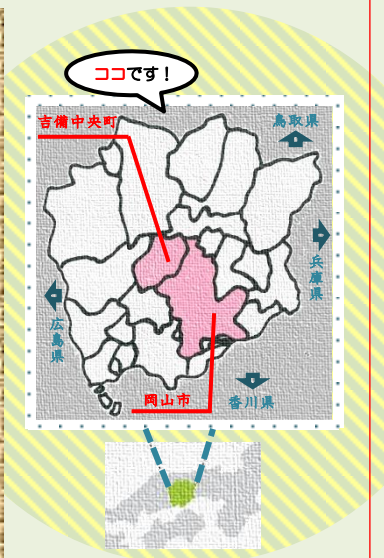 ココです！
吉備中央町
鳥取県
兵庫県
広島県
岡山市
香川県